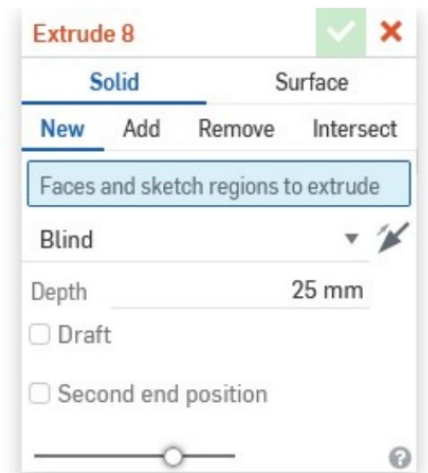 Extrude 8
Solid Surface
New Add Remove Intersect
Faces and sketch regions to extrude
Blind
Depth 25 mm
Draft
Second end position
?